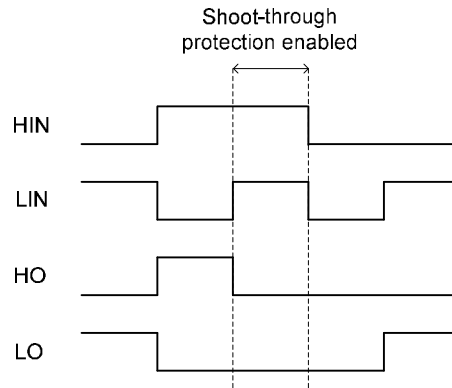 Shoot-through
protection enabled
HIN
LIN
HO
LO